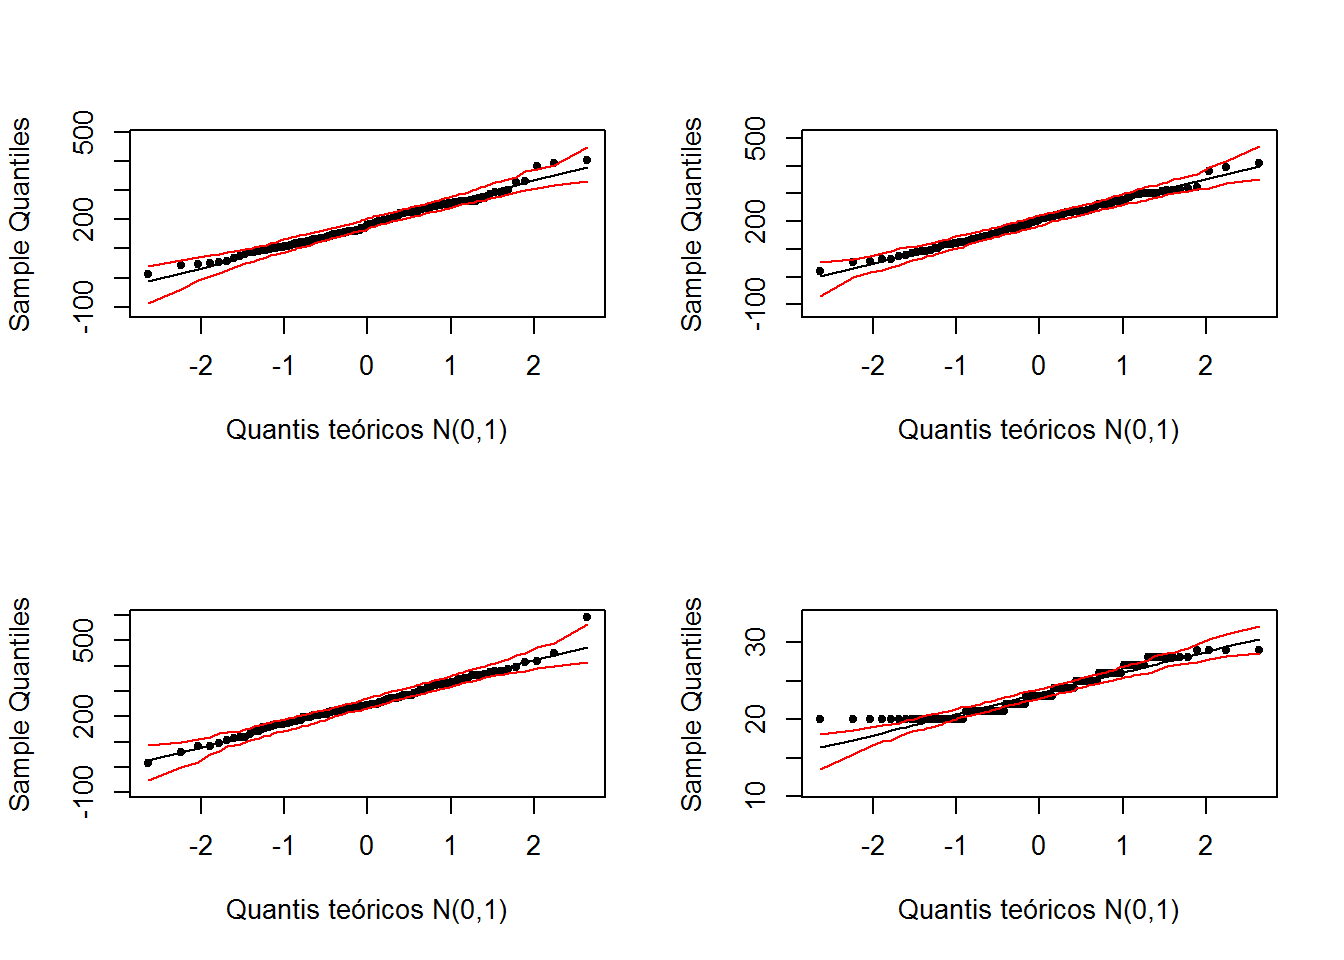 Sample Quantiles
500
200
-100
-2 -1 0 1 2
Quantis teóricos N(0,1)
Sample Quantiles
500
200
-100
-2 -1 0 1 2
Quantis teóricos N(0,1)
Sample Quantiles
500
200
-100
-2 -1 0 1 2
Quantis teóricos N(0,1)
Sample Quantiles
30
20
10
-2 -1 0 1 2
Quantis teóricos N(0,1)